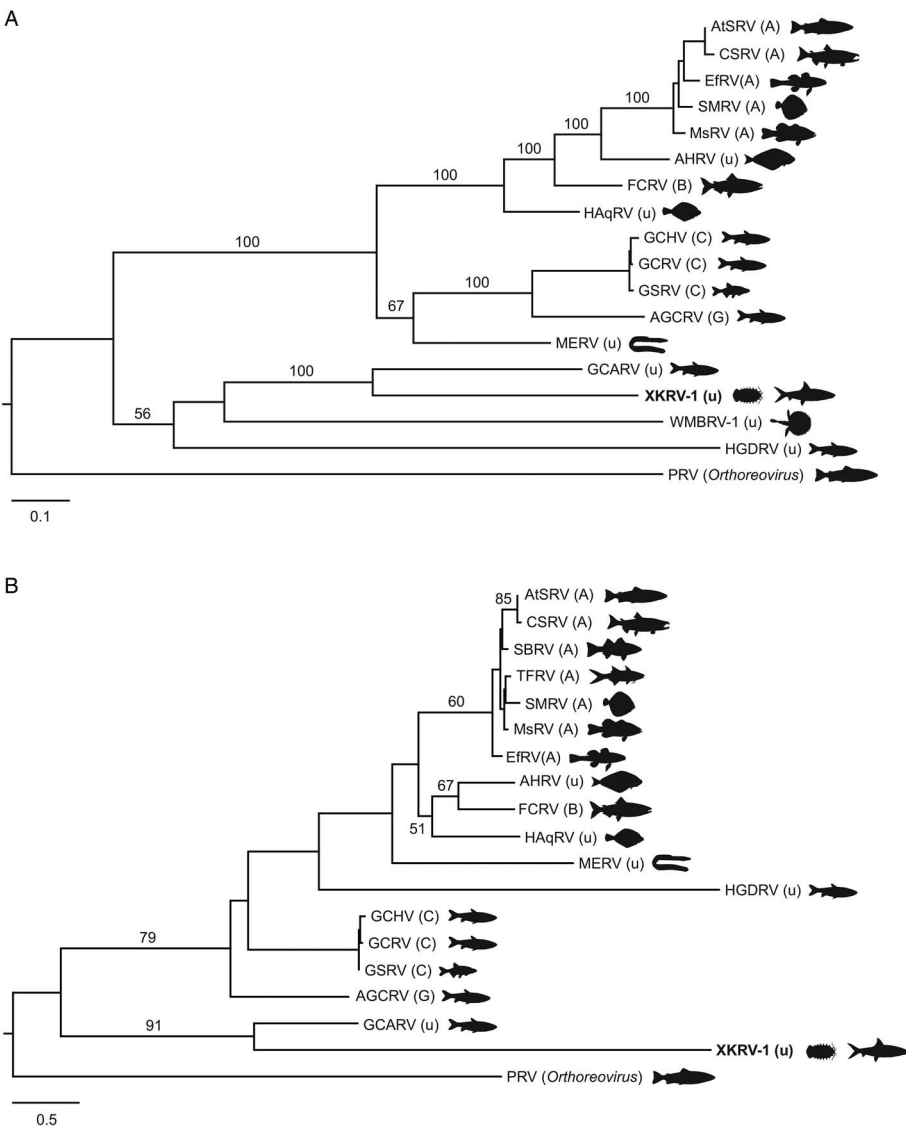 A
AtSRV (A)
CSRV (A)
EfRV(A)
100
SMRV (A)
100
MsRV (A)
100
AHRV (u)
100
FCRV (B)
HAqRV (u)
100
GCHV (C)
GCRV (C)
100
GSRV (C)
67
AGCRV (G)
MERV (u)
100
GCARV (u)
XKRV-1 (u)
56
WMBRV-1 (u)
HGDRV (u)
PRV (Orthoreovirus)
0.1
B
85
AtSRV (A)
CSRV (A)
SBRV (A)
TFRV (A)
60
SMRV (A)
MsRV (A)
EfRV(A)
67
AHRV (u)
FCRV (B)
51
HAqRV (u)
MERV (u)
HGDRV (u)
GCHV (C)
79
GCRV (C)
GSRV (C)
AGCRV (G)
91
GCARV (u)
XKRV-1 (u)
PRV (Orthoreovirus)
0.5